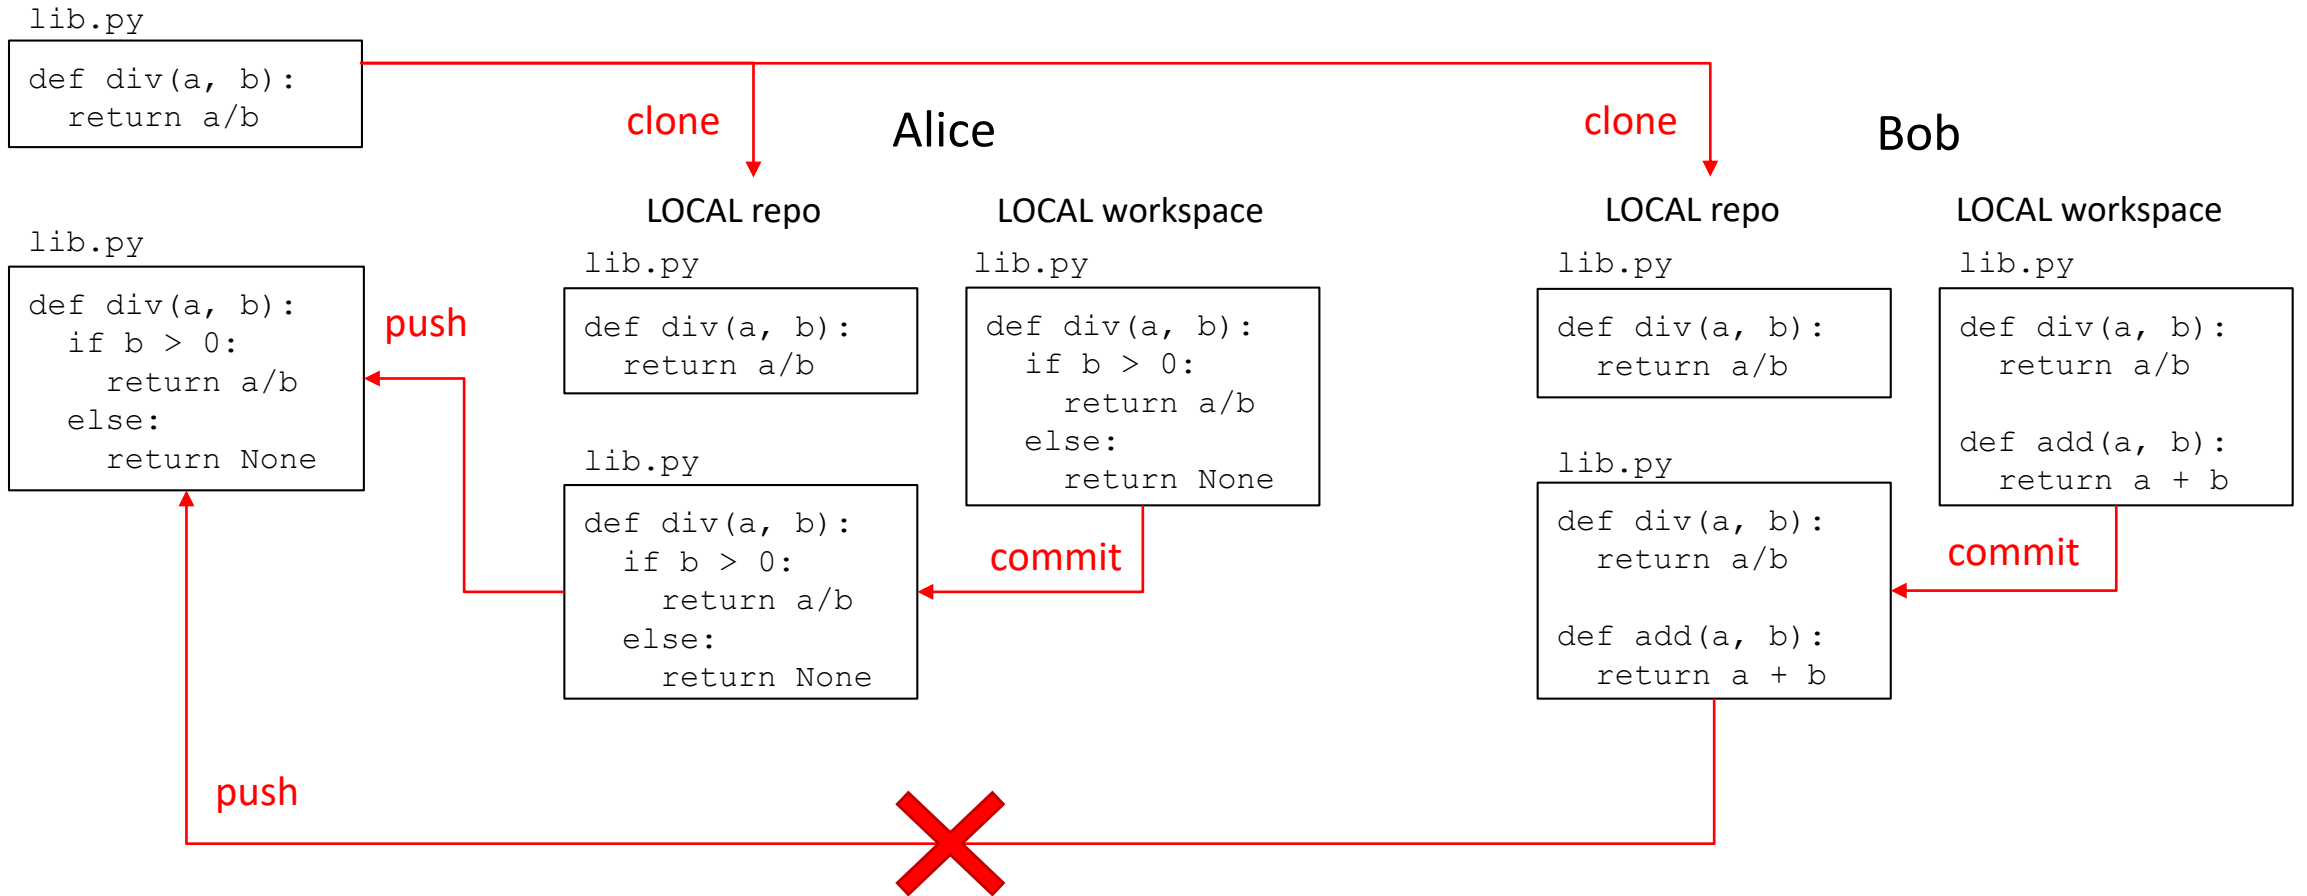 lib.py
def div(a, b):
  return a/b
clone
Alice
clone
Bob
lib.py
def div(a, b):
  if b > 0:
    return a/b
  else:
    return None
push
LOCAL repo
lib.py
def div(a, b):
  return a/b
lib.py
def div(a, b):
  if b > 0:
    return a/b
  else:
    return None
LOCAL workspace
lib.py
def div(a, b):
  if b > 0:
    return a/b
  else:
    return None
commit
LOCAL repo
lib.py
def div(a, b):
  return a/b
lib.py
def div(a, b):
  return a/b
def add(a, b):
  return a + b
LOCAL workspace
lib.py
def div(a, b):
  return a/b
def add(a, b):
  return a + b
commit
push